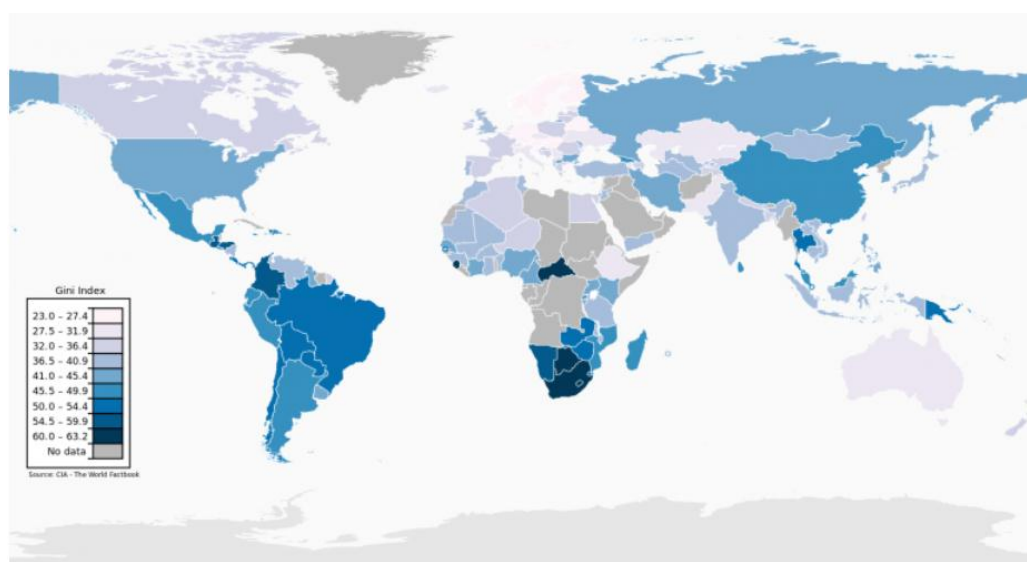 Gini Index
23.0 – 27.4
27.5 – 31.9
32.0 – 36.4
36.5 – 40.9
41.0 – 45.4
45.5 – 49.9
50.0 – 54.4
54.5 – 59.9
60.0 – 63.2
No data
Source: CIA - The World Factbook